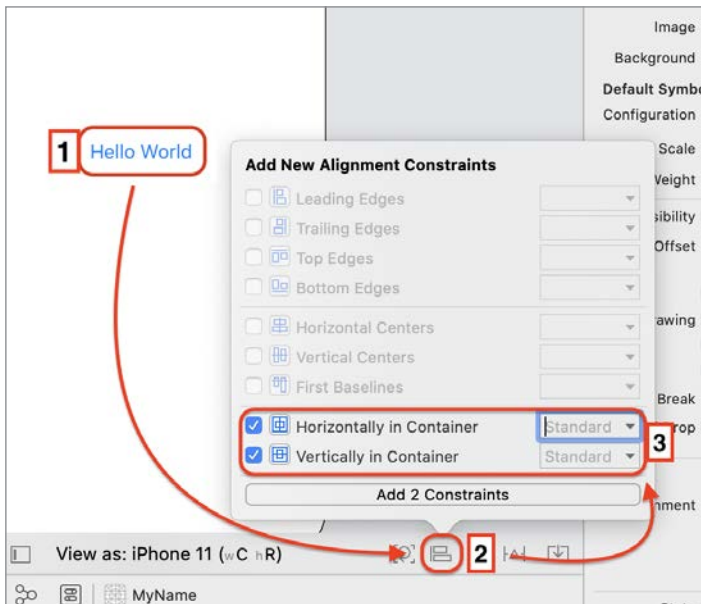 Image
Background
Default Symb
Configuration
Scale
Weight
sibility
Offset
awing
Break
rop
nment
1
Hello World
Add New Alignment Constraints
Leading Edges
Trailing Edges
Top Edges
Bottom Edges
Horizontal Centers
Vertical Centers
First Baselines
Horizontally in Container Standard
Vertically in Container Standard
3
Add 2 Constraints
View as: iPhone 11 (wC hR)
2
MyName